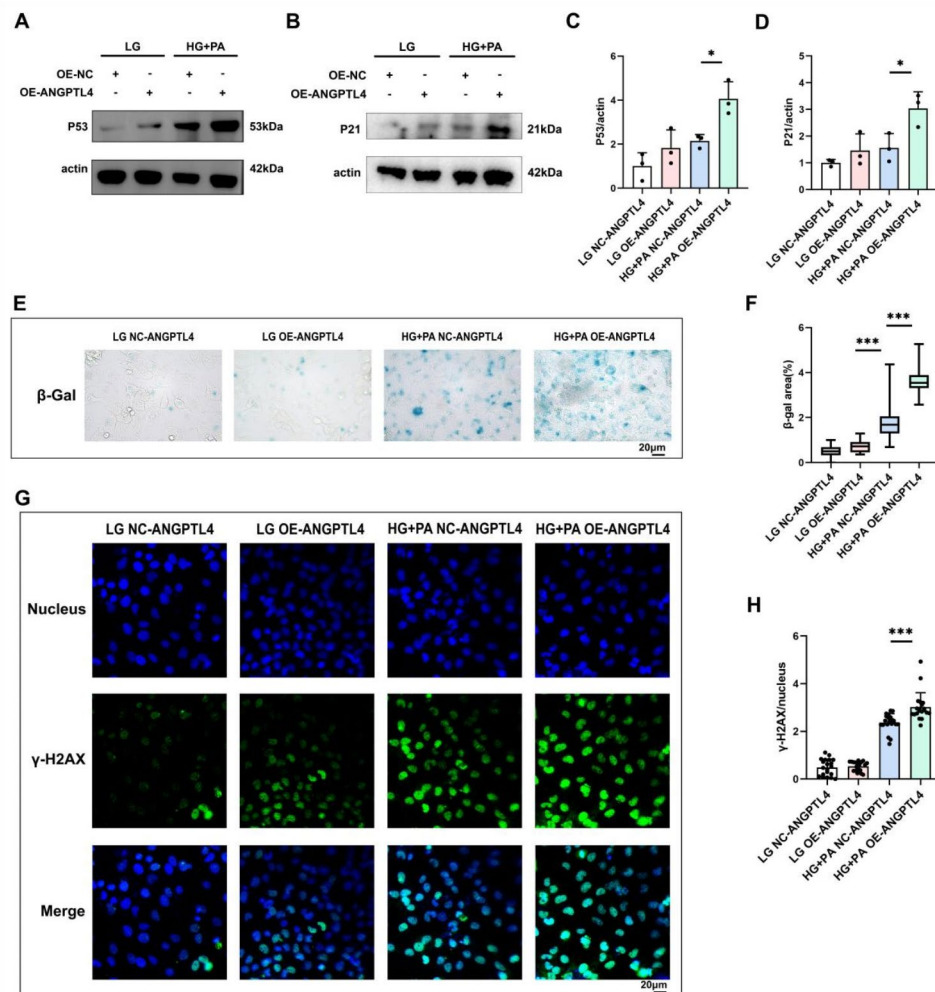 A
LG HG+PA
OE-NC + - + -
OE-ANGPTL4 - + - +
P53 53kDa
actin 42kDa
B
LG HG+PA
OE-NC + - + -
OE-ANGPTL4 - + - +
P21 21kDa
actin 42kDa
C
P53/actin
6
4
2
0
*
LG NC-ANGPTL4
LG OE-ANGPTL4
HG+PA NC-ANGPTL4
HG+PA OE-ANGPTL4
D
P21/actin
5
4
3
2
1
0
*
LG NC-ANGPTL4
LG OE-ANGPTL4
HG+PA NC-ANGPTL4
HG+PA OE-ANGPTL4
E
LG NC-ANGPTL4 LG OE-ANGPTL4 HG+PA NC-ANGPTL4 HG+PA OE-ANGPTL4
β-Gal
20μm
F
β-gal area(%)
6
4
2
0
***
***
LG NC-ANGPTL4
LG OE-ANGPTL4
HG+PA NC-ANGPTL4
HG+PA OE-ANGPTL4
G
LG NC-ANGPTL4 LG OE-ANGPTL4 HG+PA NC-ANGPTL4 HG+PA OE-ANGPTL4
Nucleus
γ-H2AX
Merge
20μm
H
γ-H2AX/nucleus
6
4
2
0
***
LG NC-ANGPTL4
LG OE-ANGPTL4
HG+PA NC-ANGPTL4
HG+PA OE-ANGPTL4